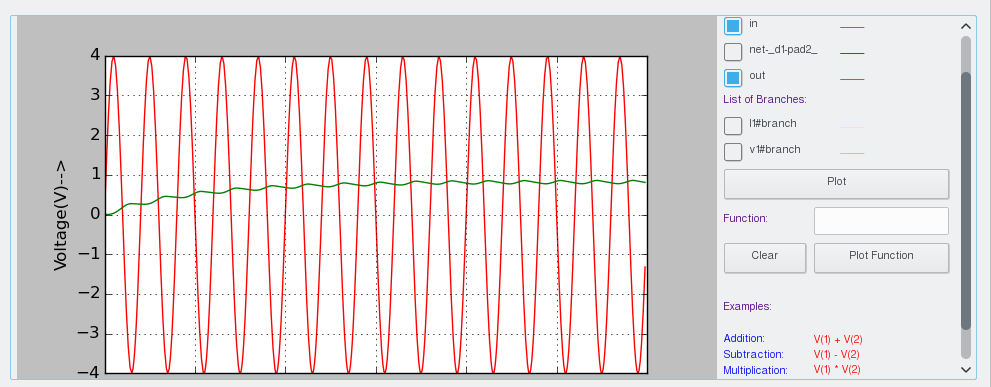 4
3
2
1
0
−1
−2
−3
−4
Voltage(V)-->
in
net-_d1-pad2_
out
List of Branches:
l1#branch
v1#branch
Plot
Function:
Clear Plot Function
Examples:
Addition: V(1) + V(2)
Subtraction: V(1) - V(2)
Multiplication: V(1) * V(2)